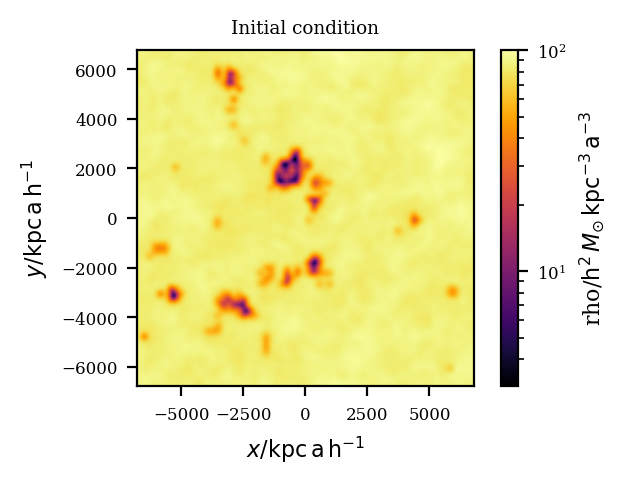 Initial condition
6000
4000
2000
0
−2000
−4000
−6000
y/kpc a h⁻¹
−5000 −2500 0 2500 5000
x/kpc a h⁻¹
10²
10¹
rho/h² M⊙ kpc⁻³ a⁻³